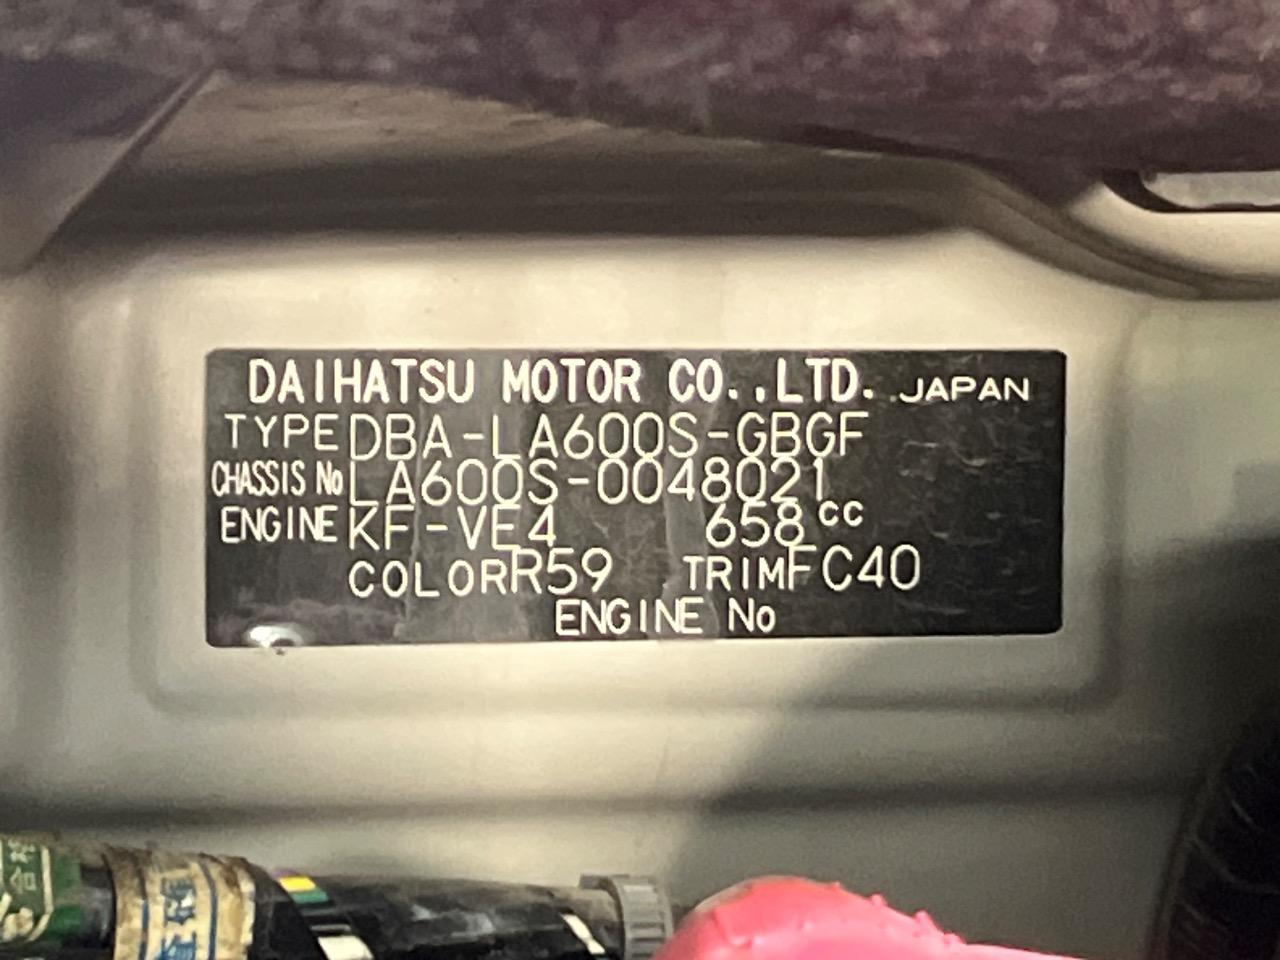 DAIHATSU MOTOR CO.,LTD. JAPAN
TYPE DBA-LA600S-GBGF
CHASSIS No LA600S-0048021
ENGINE KF-VE4 658cc
COLOR R59 TRIM FC40
ENGINE No